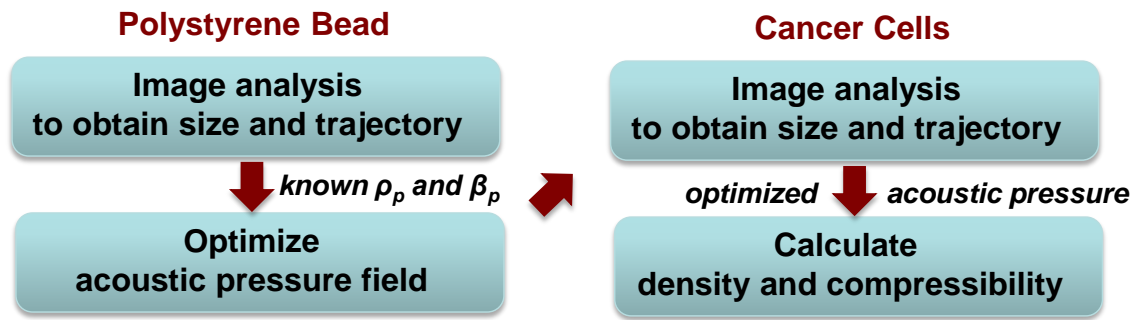 Polystyrene Bead
Image analysis
to obtain size and trajectory
known ρp and βp
Optimize
acoustic pressure field
Cancer Cells
Image analysis
to obtain size and trajectory
optimized acoustic pressure
Calculate
density and compressibility